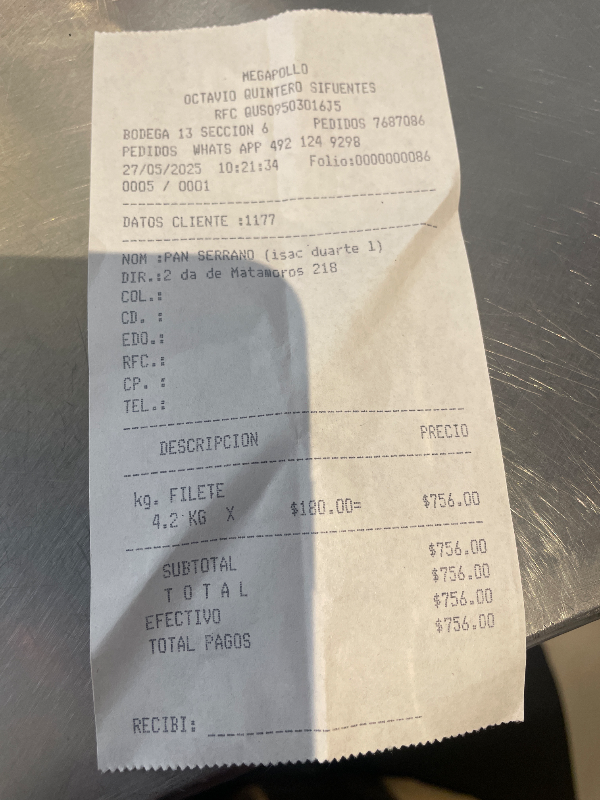 MEGAPOLLO
OCTAVIO QUINTERO SIFUENTES
RFC QUSO9503016J5
BODEGA 13 SECCION 6 PEDIDOS 7687086
PEDIDOS WHATS APP 492 124 9298
27/05/2025 10:21:34 Folio:0000000086
0005 / 0001
DATOS CLIENTE :1177
NOM :PAN SERRANO (isac duarte 1)
DIR.:2 da de Matamoros 218
COL.:
CD. :
EDO.:
RFC.:
CP. :
TEL.:
DESCRIPCION PRECIO
kg. FILETE
4.2 KG X $180.00= $756.00
SUBTOTAL $756.00
T O T A L $756.00
EFECTIVO $756.00
TOTAL PAGOS $756.00
RECIBI: